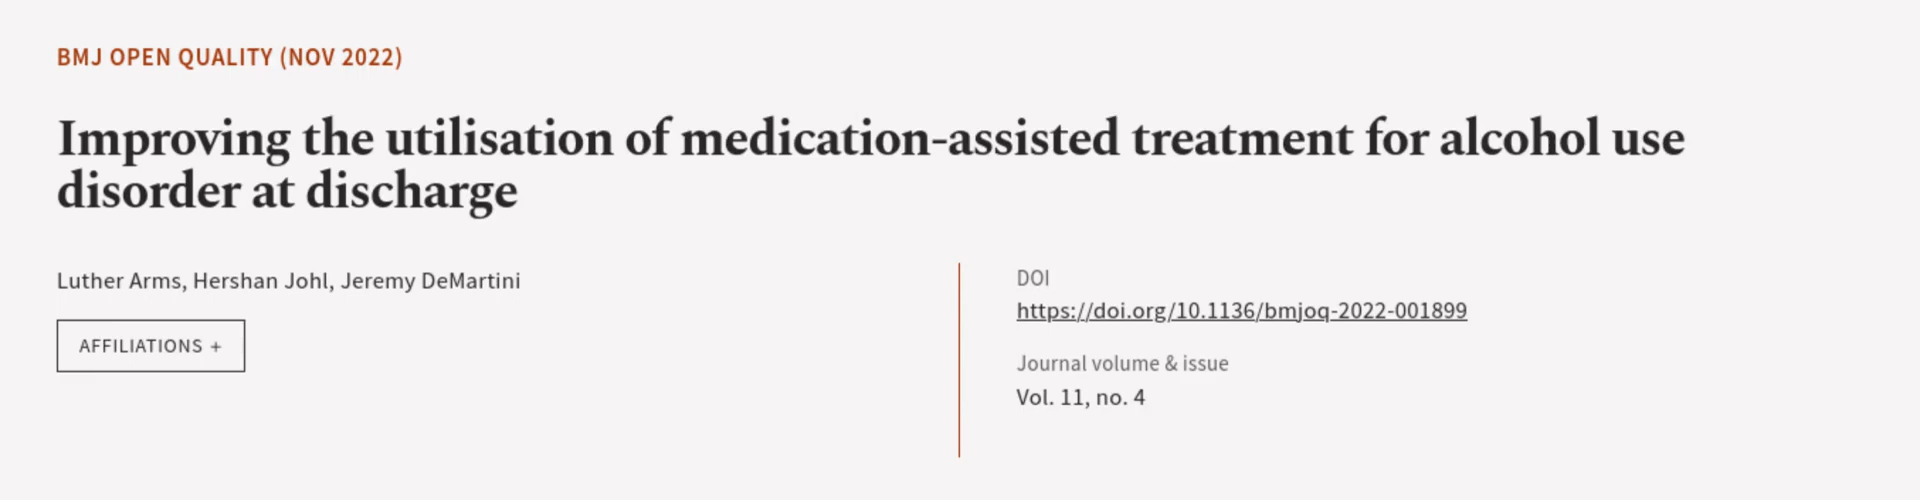 BMJ OPEN QUALITY (NOV 2022)
Improving the utilisation of medication-assisted treatment for alcohol use
disorder at discharge
Luther Arms, Hershan Johl, Jeremy DeMartini
AFFILIATIONS +
DOI
https://doi.org/10.1136/bmjoq-2022-001899
Journal volume & issue
Vol. 11, no. 4